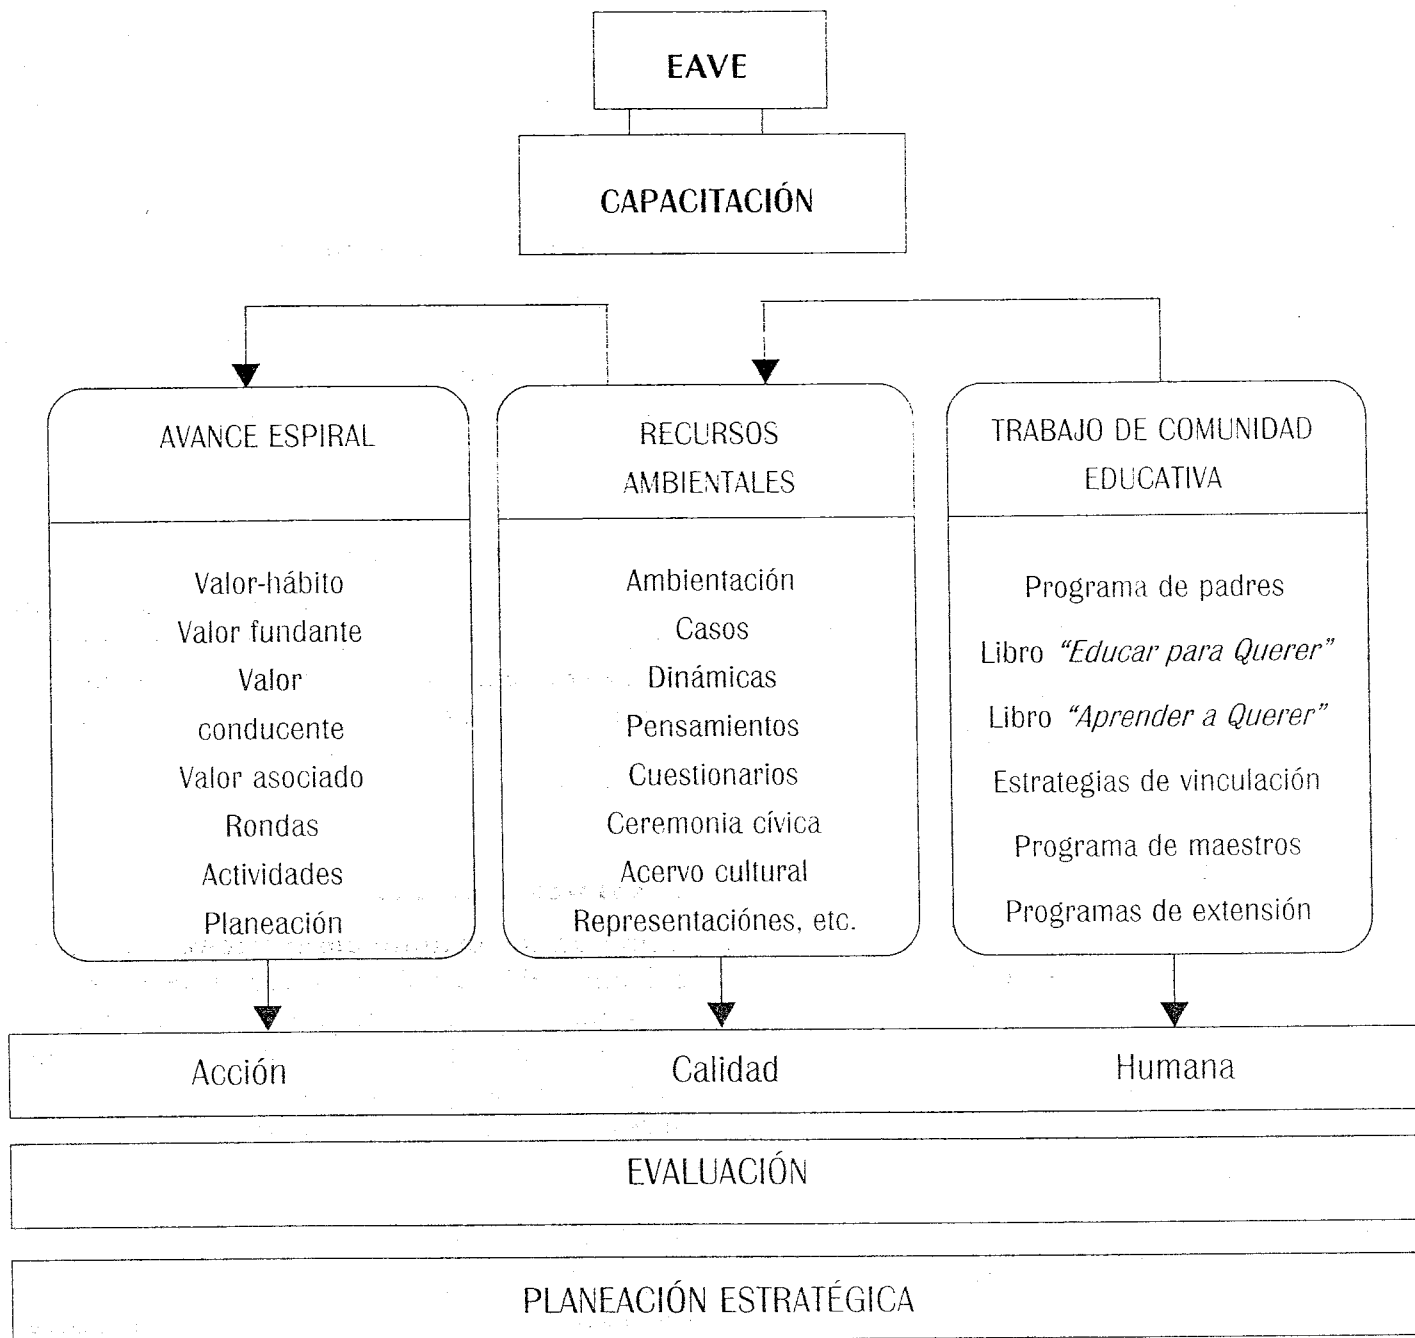 EAVE
CAPACITACIÓN
AVANCE ESPIRAL
Valor-hábito
Valor fundante
Valor
conducente
Valor asociado
Rondas
Actividades
Planeación
RECURSOS
AMBIENTALES
Ambientación
Casos
Dinámicas
Pensamientos
Cuestionarios
Ceremonia cívica
Acervo cultural
Representaciónes, etc.
TRABAJO DE COMUNIDAD
EDUCATIVA
Programa de padres
Libro “Educar para Querer”
Libro “Aprender a Querer”
Estrategias de vinculación
Programa de maestros
Programas de extensión
Acción
Calidad
Humana
EVALUACIÓN
PLANEACIÓN ESTRATÉGICA